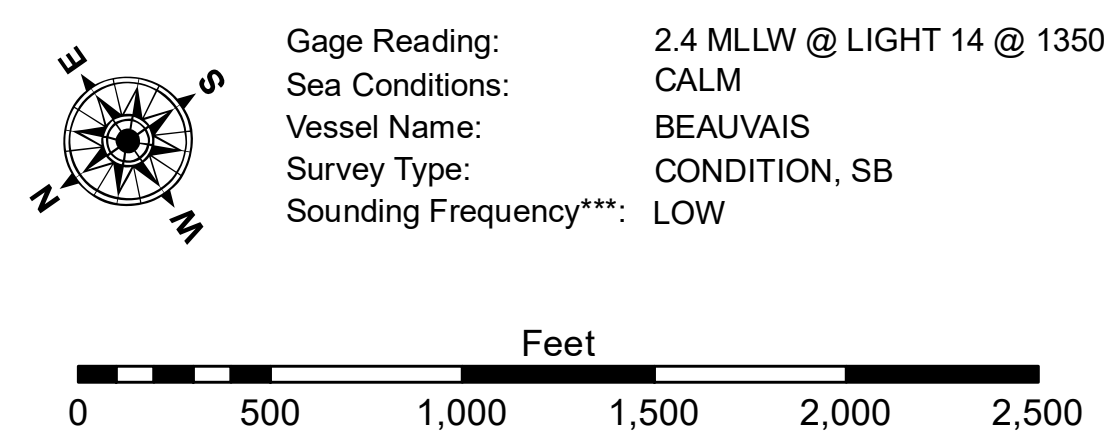 E
S
N
W
Gage Reading: 2.4 MLLW @ LIGHT 14 @ 1350
Sea Conditions: CALM
Vessel Name: BEAUVAIS
Survey Type: CONDITION, SB
Sounding Frequency***: LOW
Feet
0 500 1,000 1,500 2,000 2,500